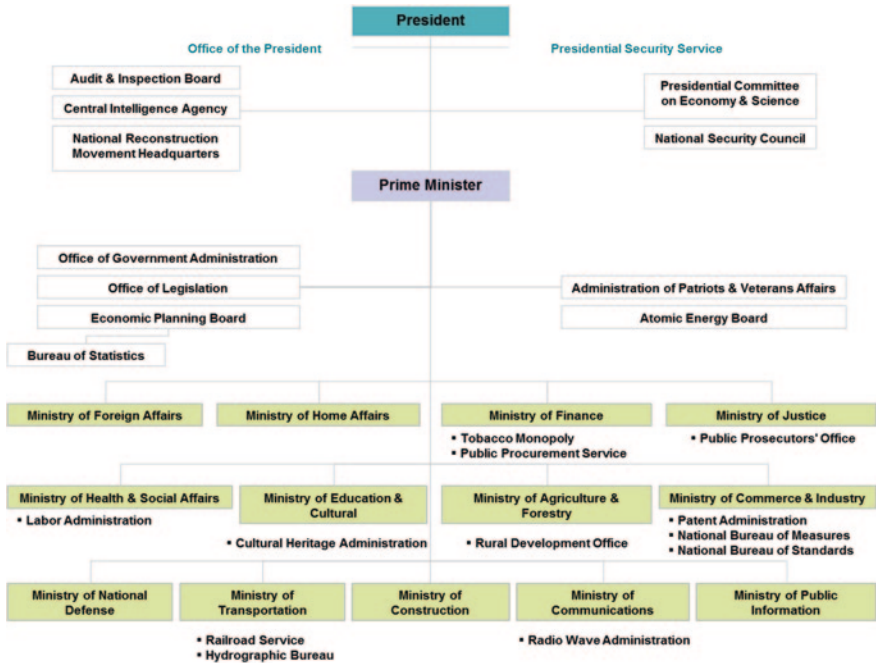 President
Office of the President
Presidential Security Service
Audit & Inspection Board
Central Intelligence Agency
National Reconstruction
Movement Headquarters
Presidential Committee
on Economy & Science
National Security Council
Prime Minister
Office of Government Administration
Office of Legislation
Economic Planning Board
Bureau of Statistics
Administration of Patriots & Veterans Affairs
Atomic Energy Board
Ministry of Foreign Affairs
Ministry of Home Affairs
Ministry of Finance
▪ Tobacco Monopoly
▪ Public Procurement Service
Ministry of Justice
▪ Public Prosecutors' Office
Ministry of Health & Social Affairs
▪ Labor Administration
Ministry of Education &
Cultural
▪ Cultural Heritage Administration
Ministry of Agriculture &
Forestry
▪ Rural Development Office
Ministry of Commerce & Industry
▪ Patent Administration
▪ National Bureau of Measures
▪ National Bureau of Standards
Ministry of National
Defense
Ministry of
Transportation
▪ Railroad Service
▪ Hydrographic Bureau
Ministry of
Construction
Ministry of
Communications
▪ Radio Wave Administration
Ministry of Public
Information